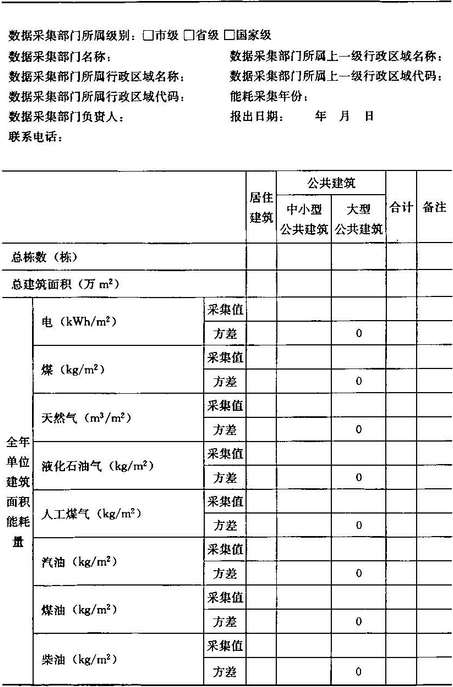 数据采集部门所属级别：□市级 □省级 □国家级
数据采集部门名称： 数据采集部门所属上一级行政区域名称：
数据采集部门所属行政区域名称： 数据采集部门所属上一级行政区域代码：
数据采集部门所属行政区域代码： 能耗采集年份：
数据采集部门负责人： 报出日期： 年 月 日
联系电话：
居住建筑 公共建筑 合计 备注
中小型公共建筑 大型公共建筑
总栋数（栋）
总建筑面积（万 m²）
全年单位建筑面积能耗量
电（kWh/m²） 采集值
方差 0
煤（kg/m²） 采集值
方差 0
天然气（m³/m²） 采集值
方差 0
液化石油气（kg/m²） 采集值
方差 0
人工煤气（kg/m²） 采集值
方差 0
汽油（kg/m²） 采集值
方差 0
煤油（kg/m²） 采集值
方差 0
柴油（kg/m²） 采集值
方差 0